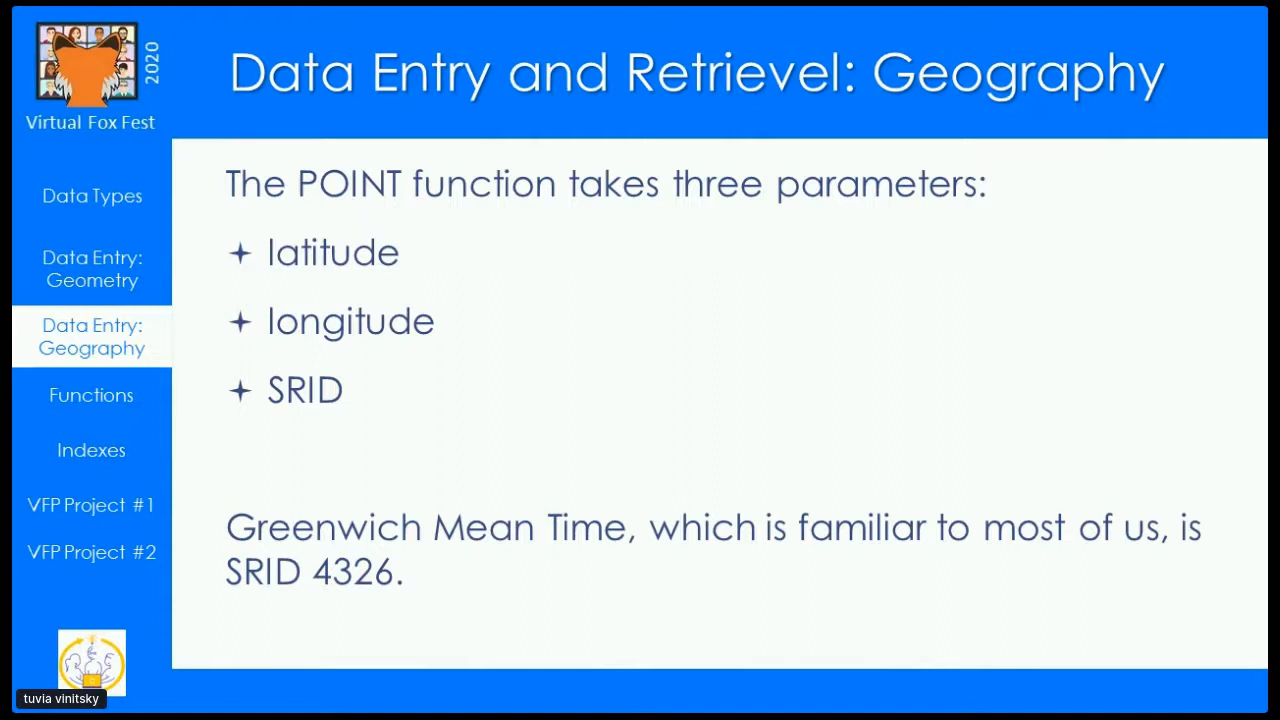 2020
Virtual Fox Fest
Data Entry and Retrievel: Geography
Data Types
Data Entry:
Geometry
Data Entry:
Geography
Functions
Indexes
VFP Project #1
VFP Project #2
The POINT function takes three parameters:
latitude
longitude
SRID
Greenwich Mean Time, which is familiar to most of us, is
SRID 4326.
tuvia vinitsky